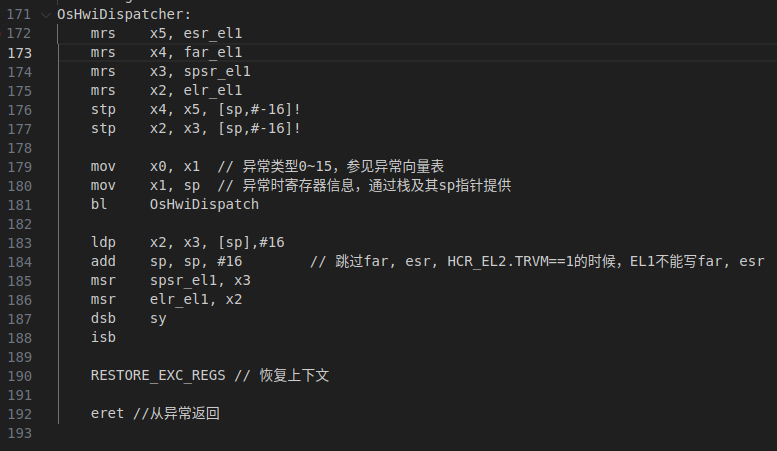 171 OsHwiDispatcher:
172 mrs x5, esr_el1
173 mrs x4, far_el1
174 mrs x3, spsr_el1
175 mrs x2, elr_el1
176 stp x4, x5, [sp,#-16]!
177 stp x2, x3, [sp,#-16]!
178
179 mov x0, x1 // 异常类型0~15，参见异常向量表
180 mov x1, sp // 异常时寄存器信息，通过栈及其sp指针提供
181 bl OsHwiDispatch
182
183 ldp x2, x3, [sp],#16
184 add sp, sp, #16 // 跳过far, esr, HCR_EL2.TRVM==1的时候，EL1不能写far, esr
185 msr spsr_el1, x3
186 msr elr_el1, x2
187 dsb sy
188 isb
189
190 RESTORE_EXC_REGS // 恢复上下文
191
192 eret //从异常返回
193